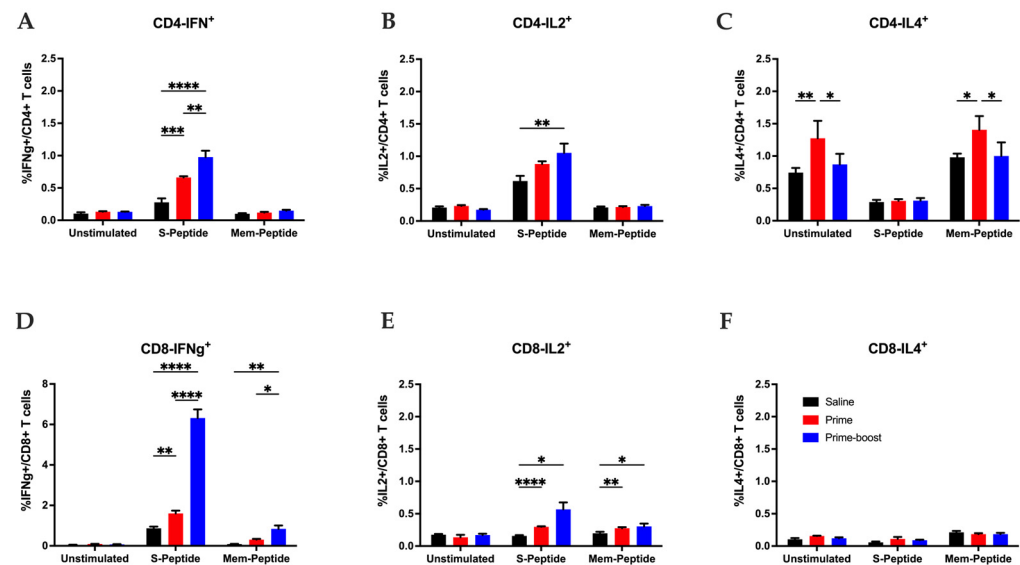 A
CD4-IFN+
%IFNg+/CD4+ T cells
2.5
2.0
1.5
1.0
0.5
0.0
****
**
***
Unstimulated
S-Peptide
Mem-Peptide
B
CD4-IL2+
%IL2+/CD4+ T cells
2.5
2.0
1.5
1.0
0.5
0.0
**
Unstimulated
S-Peptide
Mem-Peptide
C
CD4-IL4+
%IL4+/CD4+ T cells
2.5
2.0
1.5
1.0
0.5
0.0
** *
* *
Unstimulated
S-Peptide
Mem-Peptide
D
CD8-IFNg+
%IFNg+/CD8+ T cells
8
6
4
2
0
****
****
**
**
*
Unstimulated
S-Peptide
Mem-Peptide
E
CD8-IL2+
%IL2+/CD8+ T cells
2.5
2.0
1.5
1.0
0.5
0.0
*
****
*
**
Unstimulated
S-Peptide
Mem-Peptide
F
CD8-IL4+
%IL4+/CD8+ T cells
2.5
2.0
1.5
1.0
0.5
0.0
Saline
Prime
Prime-boost
Unstimulated
S-Peptide
Mem-Peptide